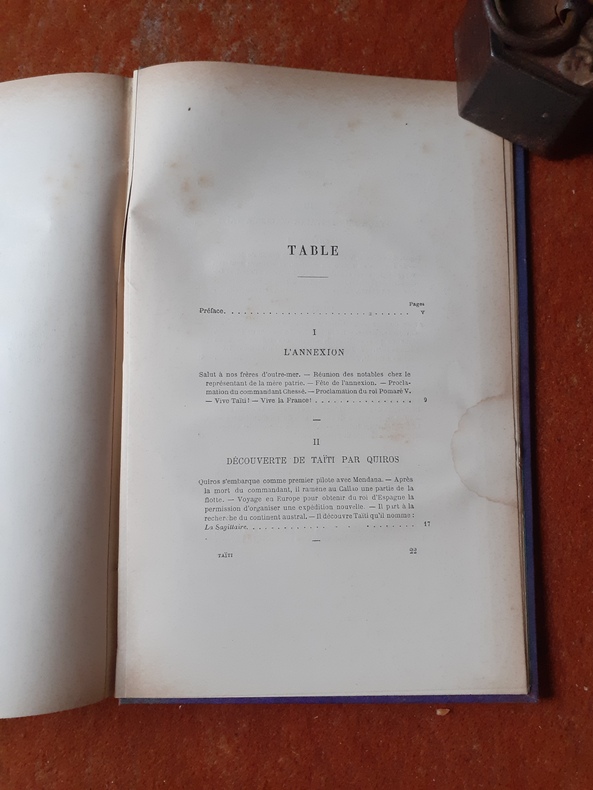 TABLE
Pages
Préface. . . . . . . . . . . . . . . . . . . . . . . . v
I
L'ANNEXION
Salut à nos frères d'outre-mer. — Réunion des notables chez le
représentant de la mère patrie. — Fête de l'annexion. — Procla-
mation du commandant Chessé. — Proclamation du roi Pomaré V.
— Vive Taïti! — Vive la France! . . . . . . . . . . . . . . . 9
II
DÉCOUVERTE DE TAÏTI PAR QUIROS
Quiros s'embarque comme premier pilote avec Mendana. — Après
la mort du commandant, il ramène au Callao une partie de la
flotte. — Voyage en Europe pour obtenir du roi d'Espagne la
permission d'organiser une expédition nouvelle. — Il part à la
recherche du continent austral. — Il découvre Taïti qu'il nomme :
La Sagittaire. . . . . . . . . . . . . . . . . . . . . 17
TAÏTI 22